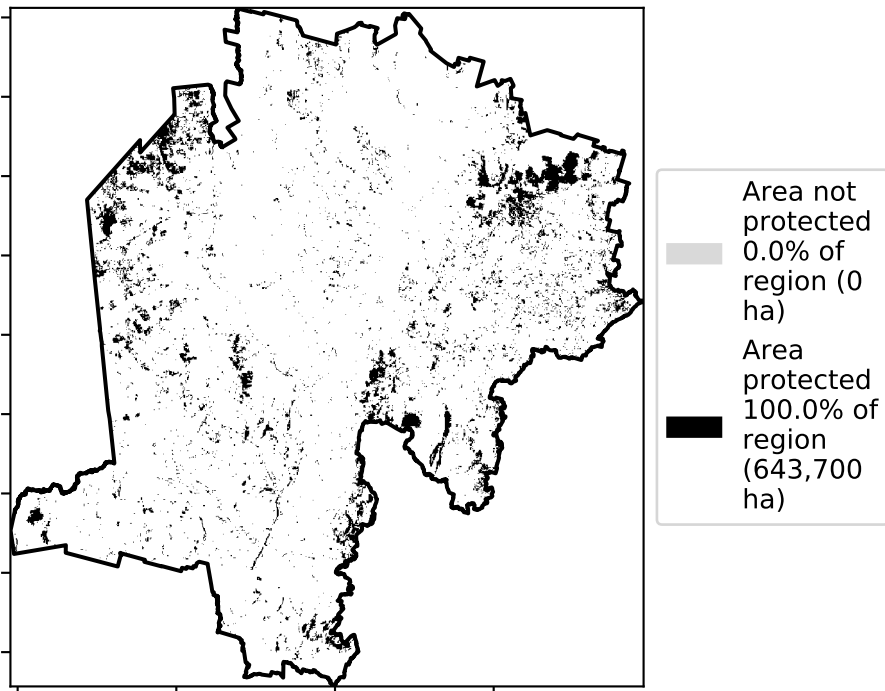 Area not
protected
0.0% of
region (0
ha)
Area
protected
100.0% of
region
(643,700
ha)